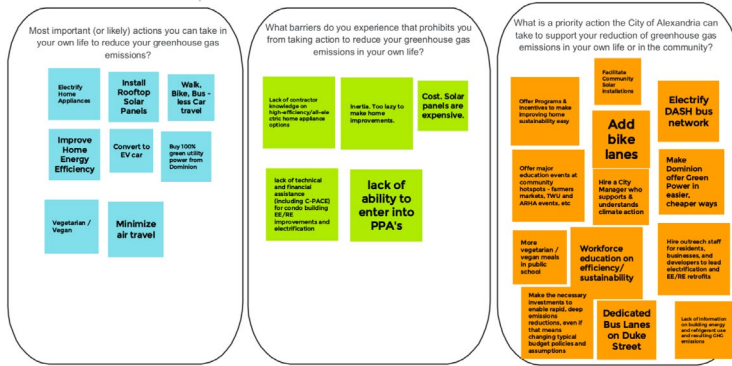 Most important (or likely) actions you can take in
your own life to reduce your greenhouse gas
emissions?
Electrify
Home
Appliances
Install
Rooftop
Solar
Panels
Walk,
Bike, Bus -
less Car
travel
Improve
Home
Energy
Efficiency
Convert to
EV car
Buy 100%
green utility
power from
Dominion
Vegetarian /
Vegan
Minimize
air travel
What barriers do you experience that prohibits you
from taking action to reduce your greenhouse gas
emissions in your own life?
Lack of contractor
knowledge on
high-efficiency/all-ele
ctric home appliance
options
Inertia. Too lazy to
make home
improvements.
Cost. Solar
panels are
expensive.
lack of technical
and financial
assistance
(including C-PACE)
for condo building
EE/RE
improvements and
electrification
lack of
ability to
enter into
PPA's
What is a priority action the City of Alexandria can
take to support your reduction of greenhouse gas
emissions in your own life or in the community?
Facilitate
Community
Solar
Installations
Offer Programs &
Incentives to make
improving home
sustainability easy
Add
bike
lanes
Electrify
DASH bus
network
Offer major
education events at
community
hotspots - farmers
markets, TWU and
ARHA events, etc
Hire a City
Manager who
supports &
understands
climate action
Make
Dominion
offer Green
Power in
easier,
cheaper ways
More
vegetarian /
vegan meals
in public
school
Workforce
education on
efficiency/
sustainability
Hire outreach staff
for residents,
businesses, and
developers to lead
electrification and
EE/RE retrofits
Make the necessary
investments to
enable rapid, deep
emissions
reductions, even if
that means
changing typical
budget policies and
assumptions
Dedicated
Bus Lanes
on Duke
Street
Lack of information
on building energy
and refrigerant use
and resulting GHG
emissions